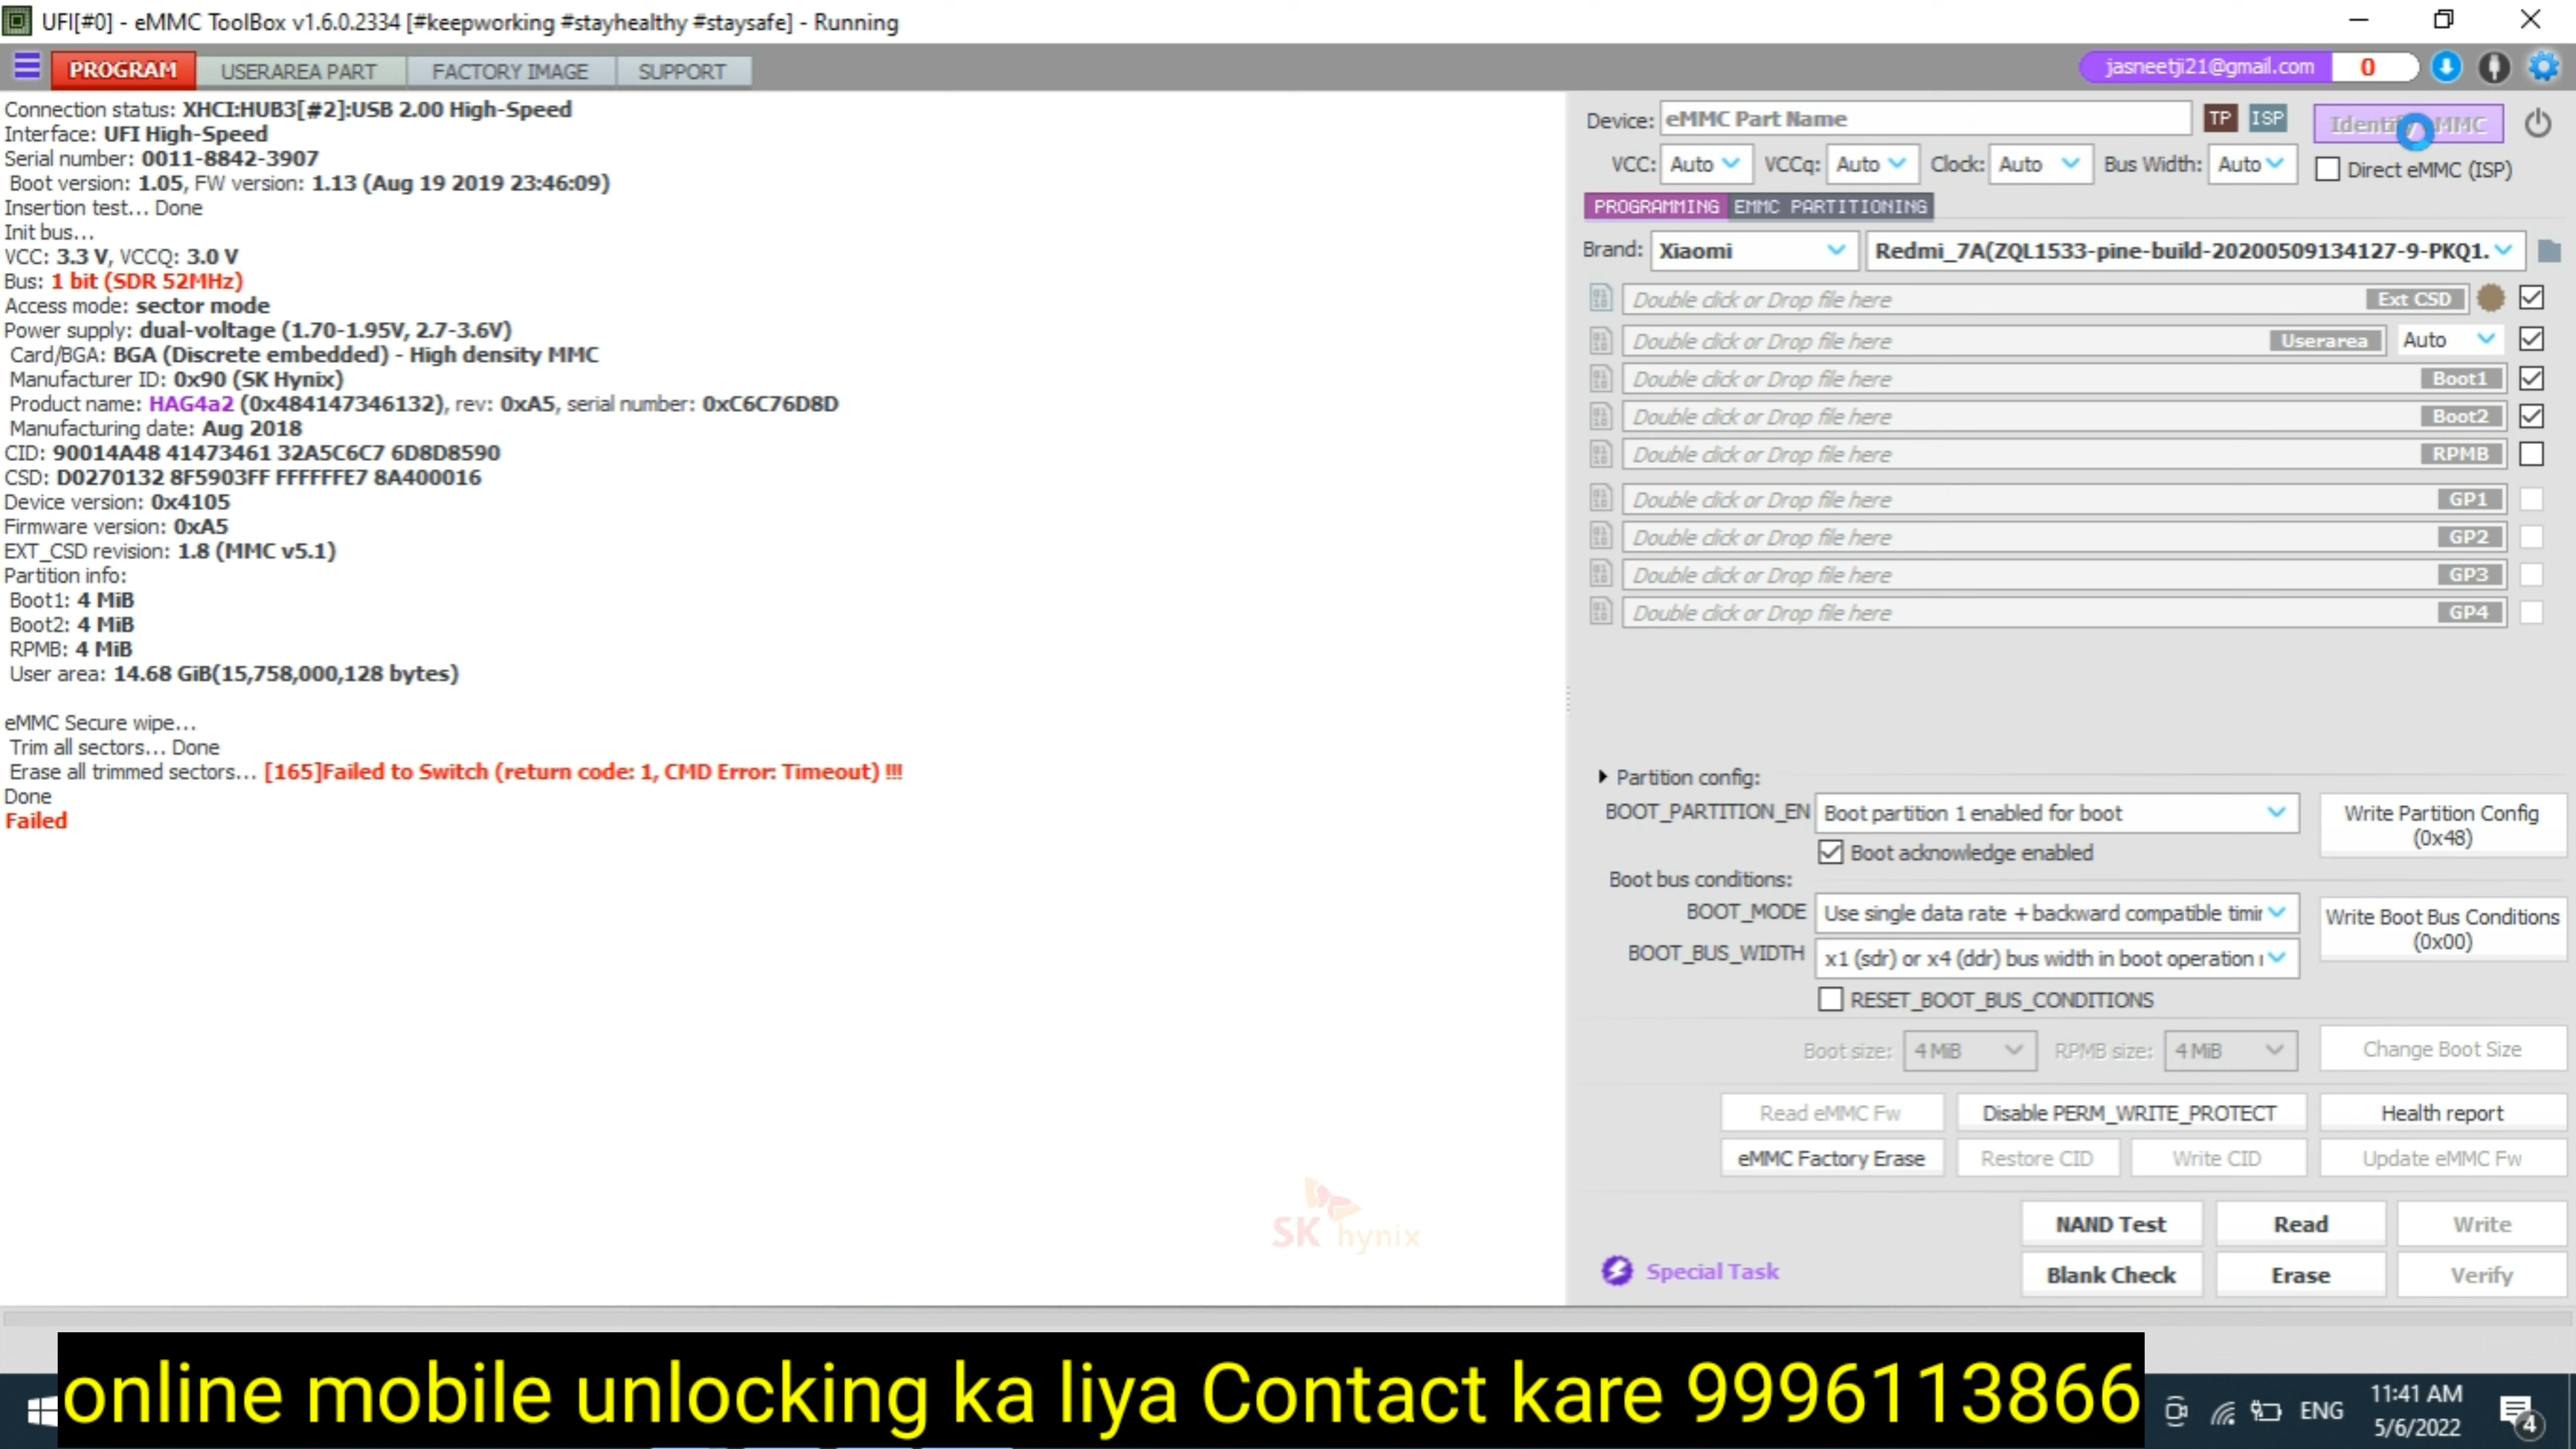 UFI[#0] - eMMC ToolBox v1.6.0.2334 [#keepworking #stayhealthy #staysafe] - Running
PROGRAM USERAREA PART FACTORY IMAGE SUPPORT
jasneetji21@gmail.com 0
Connection status: XHCI:HUB3[#2]:USB 2.00 High-Speed
Interface: UFI High-Speed
Serial number: 0011-8842-3907
Boot version: 1.05, FW version: 1.13 (Aug 19 2019 23:46:09)
Insertion test... Done
Init bus...
VCC: 3.3 V, VCCQ: 3.0 V
Bus: 1 bit (SDR 52MHz)
Access mode: sector mode
Power supply: dual-voltage (1.70-1.95V, 2.7-3.6V)
Card/BGA: BGA (Discrete embedded) - High density MMC
Manufacturer ID: 0x90 (SK Hynix)
Product name: HAG4a2 (0x484147346132), rev: 0xA5, serial number: 0xC6C76D8D
Manufacturing date: Aug 2018
CID: 90014A48 41473461 32A5C6C7 6D8D8590
CSD: D0270132 8F5903FF FFFFFFE7 8A400016
Device version: 0x4105
Firmware version: 0xA5
EXT_CSD revision: 1.8 (MMC v5.1)
Partition info:
Boot1: 4 MiB
Boot2: 4 MiB
RPMB: 4 MiB
User area: 14.68 GiB(15,758,000,128 bytes)
eMMC Secure wipe...
Trim all sectors... Done
Erase all trimmed sectors... [165]Failed to Switch (return code: 1, CMD Error: Timeout) !!!
Done
Failed
SK hynix
Device: eMMC Part Name TP ISP Identify eMMC
VCC: Auto VCCq: Auto Clock: Auto Bus Width: Auto Direct eMMC (ISP)
PROGRAMMING EMMC PARTITIONING
Brand: Xiaomi Redmi_7A(ZQL1533-pine-build-20200509134127-9-PKQ1.
Double click or Drop file here Ext CSD
Double click or Drop file here Userarea Auto
Double click or Drop file here Boot1
Double click or Drop file here Boot2
Double click or Drop file here RPMB
Double click or Drop file here GP1
Double click or Drop file here GP2
Double click or Drop file here GP3
Double click or Drop file here GP4
Partition config:
BOOT_PARTITION_EN Boot partition 1 enabled for boot
Write Partition Config
(0x48)
Boot acknowledge enabled
Boot bus conditions:
BOOT_MODE Use single data rate + backward compatible timir
Write Boot Bus Conditions
(0x00)
BOOT_BUS_WIDTH x1 (sdr) or x4 (ddr) bus width in boot operation
RESET_BOOT_BUS_CONDITIONS
Boot size: 4 MiB RPMB size: 4 MiB Change Boot Size
Read eMMC Fw Disable PERM_WRITE_PROTECT Health report
eMMC Factory Erase Restore CID Write CID Update eMMC Fw
NAND Test Read Write
Special Task
Blank Check Erase Verify
online mobile unlocking ka liya Contact kare 9996113866
ENG
11:41 AM
5/6/2022
4